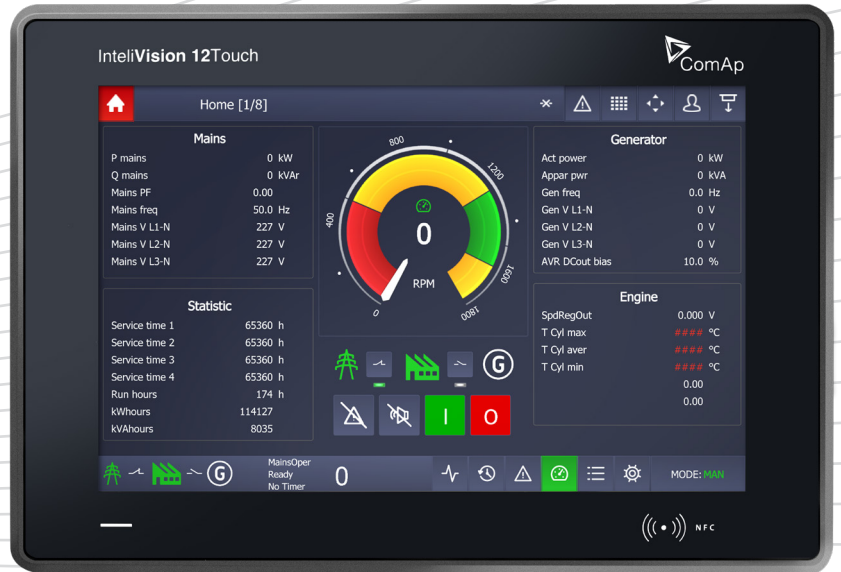 InteliVision 12Touch
ComAp
Home [1/8]
Mains
P mains 0 kW
Q mains 0 kVAr
Mains PF 0.00
Mains freq 50.0 Hz
Mains V L1-N 227 V
Mains V L2-N 227 V
Mains V L3-N 227 V
Statistic
Service time 1 65360 h
Service time 2 65360 h
Service time 3 65360 h
Service time 4 65360 h
Run hours 174 h
kWhours 114127
kVAhours 8035
0
400
800
1200
1600
1800
0
RPM
G
I
O
Generator
Act power 0 kW
Appar pwr 0 kVA
Gen freq 0.0 Hz
Gen V L1-N 0 V
Gen V L2-N 0 V
Gen V L3-N 0 V
AVR DCout bias 10.0 %
Engine
SpdRegOut 0.000 V
T Cyl max #### ºC
T Cyl aver #### ºC
T Cyl min #### ºC
0.00
0.00
G
MainsOper
Ready
No Timer
0
MODE: MAN
NFC